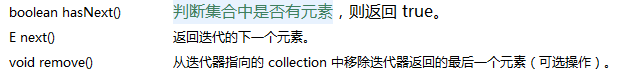 boolean hasNext() 判断集合中是否有元素，则返回 true。
E next() 返回迭代的下一个元素。
void remove() 从迭代器指向的 collection 中移除迭代器返回的最后一个元素（可选操作）。